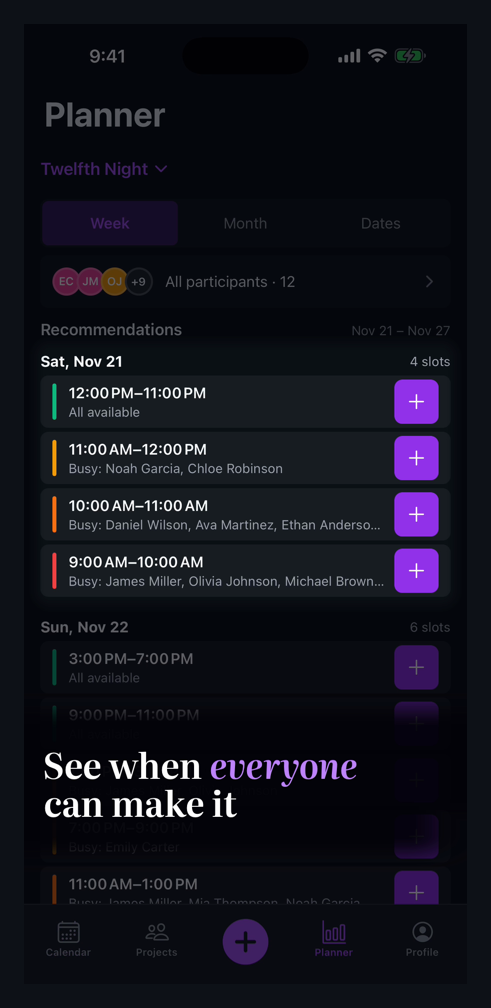 9:41
Planner
Twelfth Night
Week Month Dates
EC JM OJ +9 All participants · 12
Recommendations Nov 21 – Nov 27
Sat, Nov 21 4 slots
12:00 PM–11:00 PM
All available
11:00 AM–12:00 PM
Busy: Noah Garcia, Chloe Robinson
10:00 AM–11:00 AM
Busy: Daniel Wilson, Ava Martinez, Ethan Anderso...
9:00 AM–10:00 AM
Busy: James Miller, Olivia Johnson, Michael Brown...
Sun, Nov 22 6 slots
3:00 PM–7:00 PM
All available
9:00 PM–11:00 PM
See when everyone
can make it
Busy: Emily Carter
11:00 AM–1:00 PM
Busy: James Miller, Mia Thompson, Noah Garcia
Calendar Projects Planner Profile